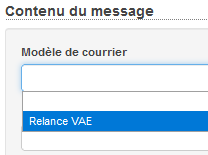 Contenu du message
Modèle de courrier
Relance VAE